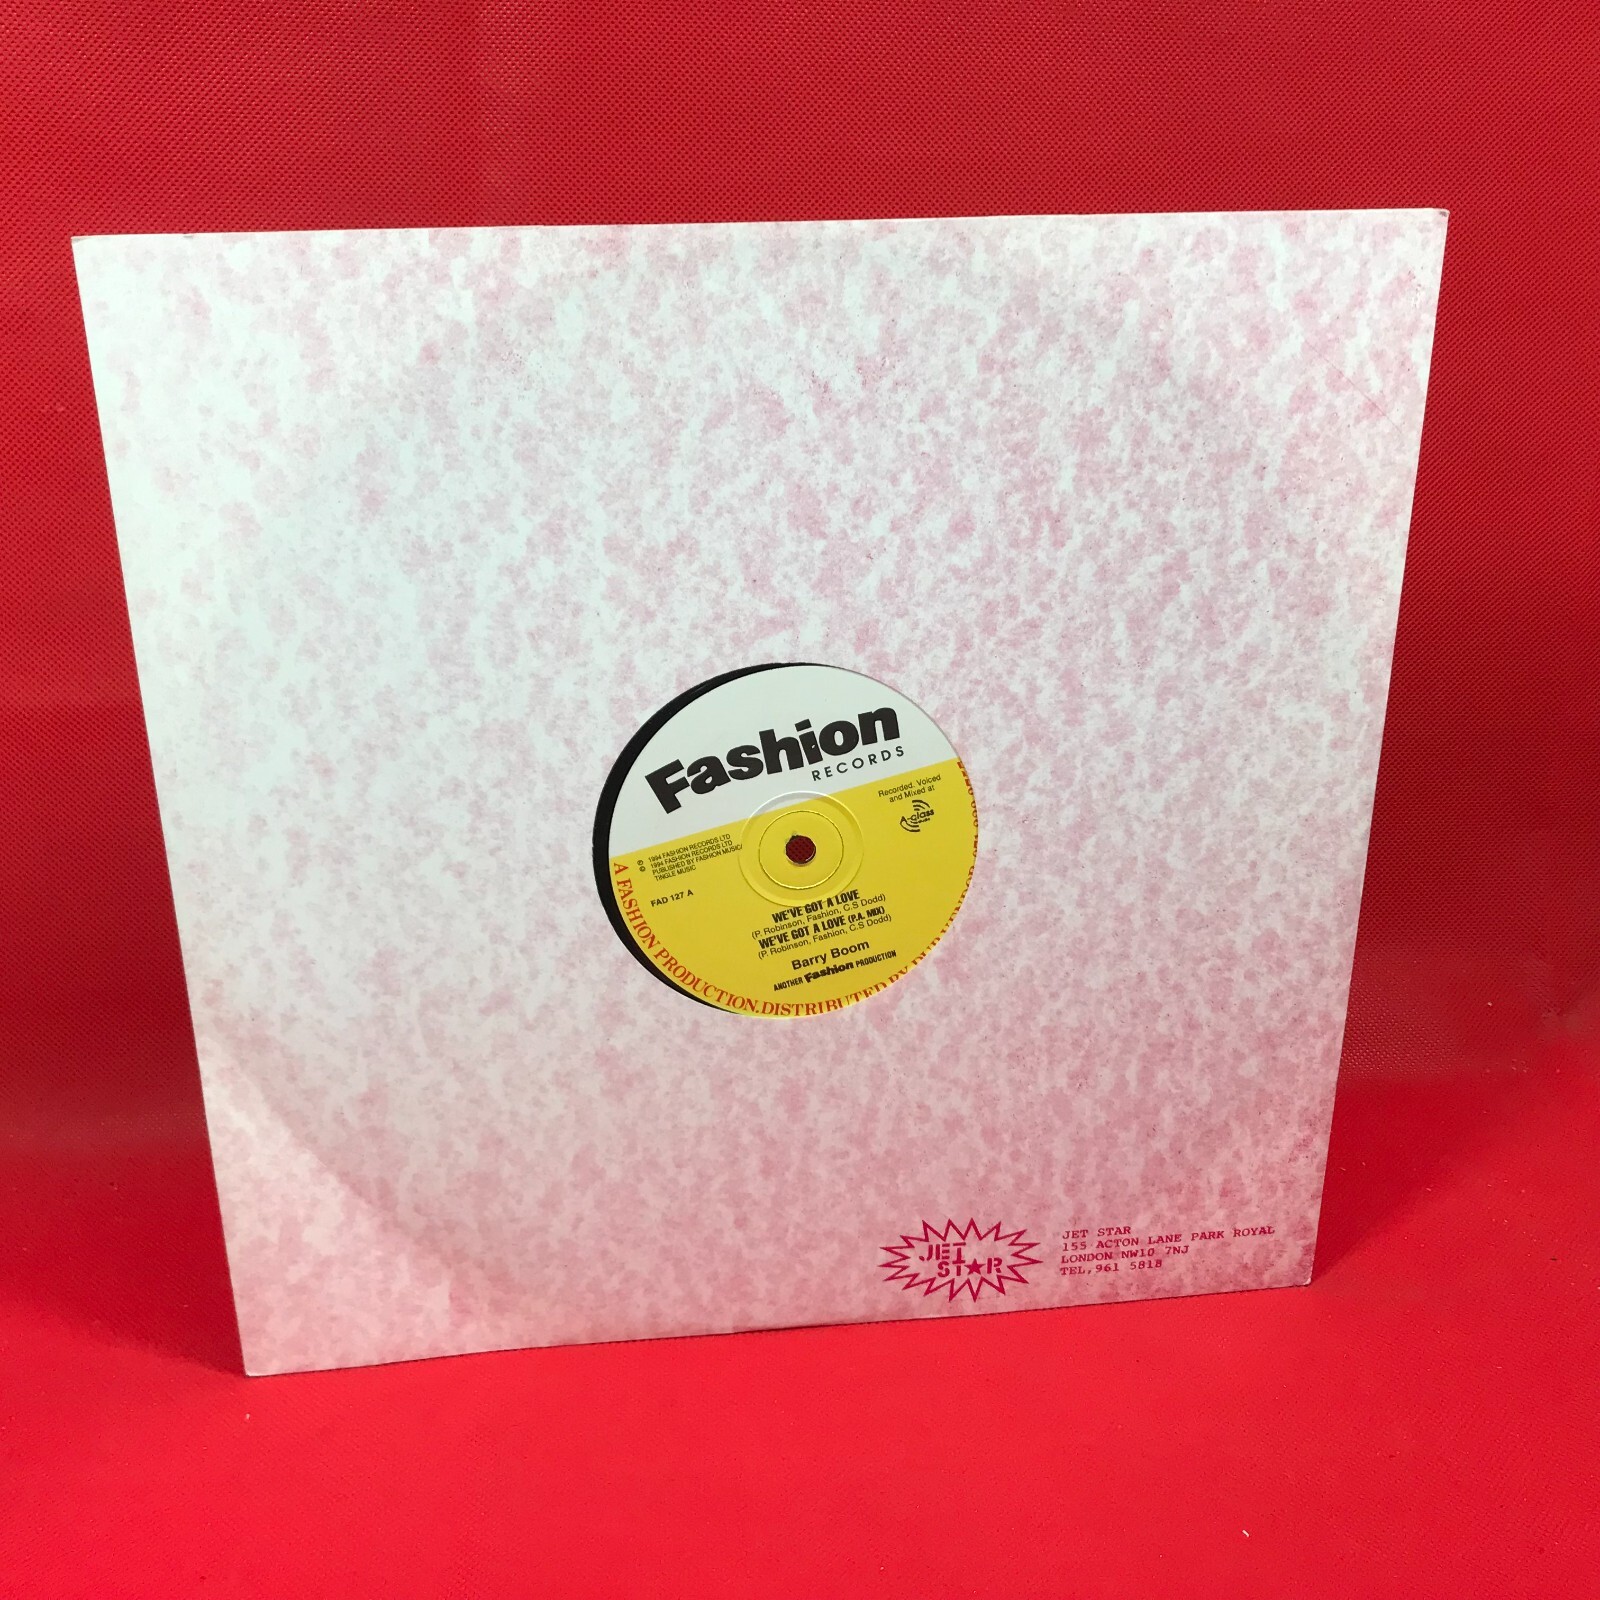 Fashion
RECORDS
Recorded, Voiced
and Mixed at
A-class
℗ 1994 FASHION RECORDS LTD
© 1994 FASHION RECORDS LTD
PUBLISHED BY FASHION MUSIC/
TINGLE MUSIC
FAD 127 A
WE'VE GOT A LOVE
(P. Robinson, Fashion, C.S Dodd)
WE'VE GOT A LOVE (P.A. MIX)
(P. Robinson, Fashion, C.S Dodd)
Barry Boom
ANOTHER Fashion PRODUCTION
A FASHION PRODUCTION. DISTRIBUTED BY
JET
ST★R
JET STAR
155 ACTON LANE PARK ROYAL
LONDON NW10 7NJ
TEL,961 5818